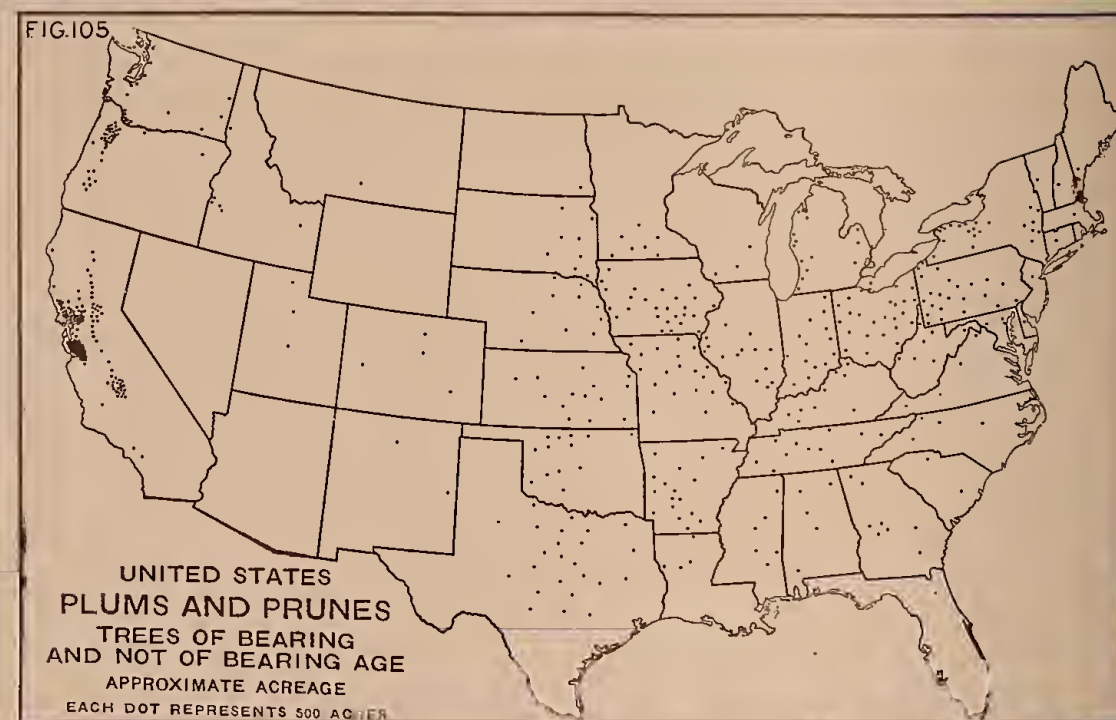 FIG.105
UNITED STATES
PLUMS AND PRUNES
TREES OF BEARING
AND NOT OF BEARING AGE
APPROXIMATE ACREAGE
EACH DOT REPRESENTS 500 ACRES